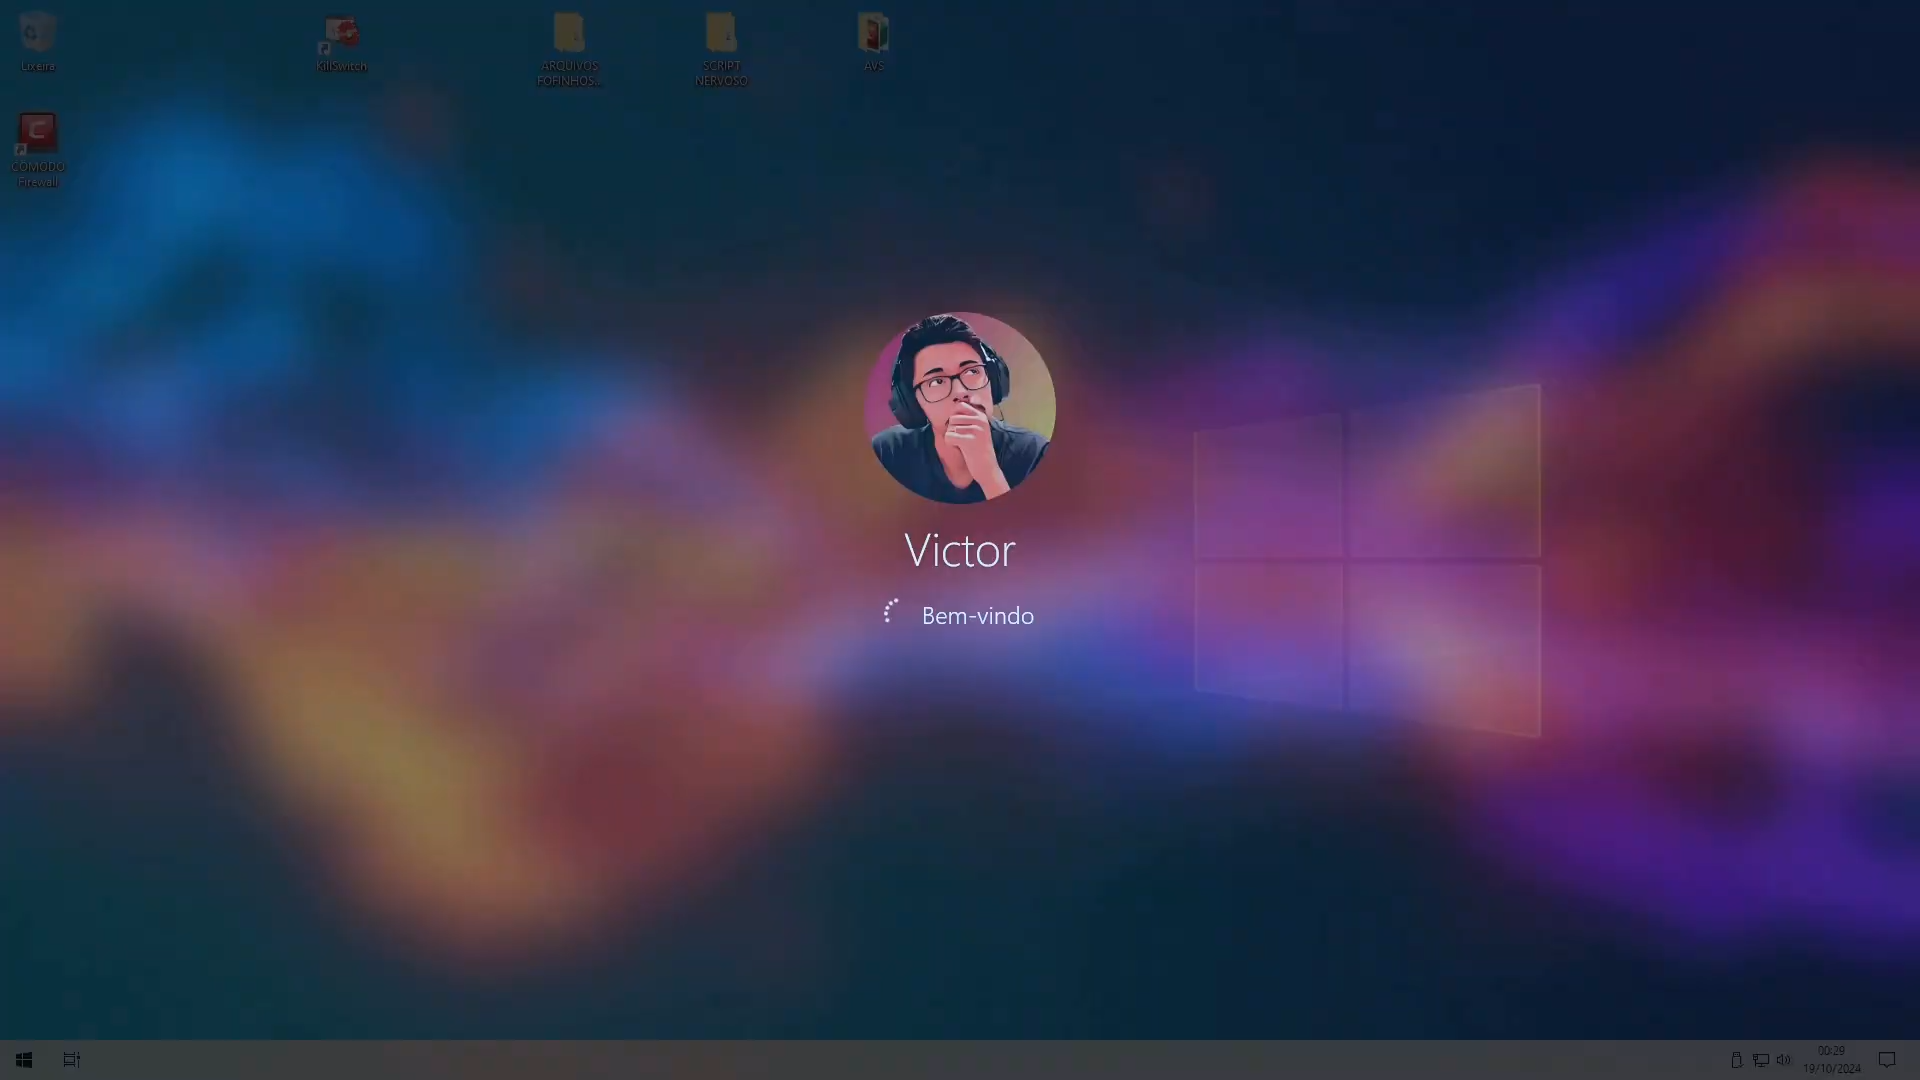 Lixeira
KillSwitch
ARQUIVOS
FOFINHOS...
SCRIPT
NERVOSO
AVS
COMODO
Firewall
Victor
Bem-vindo
00:29
19/10/2024